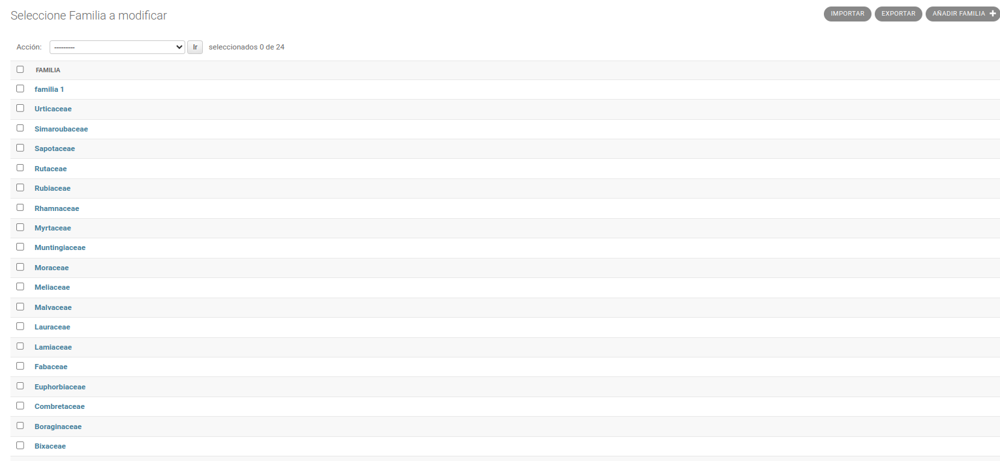 Seleccione Familia a modificar
IMPORTAR EXPORTAR AÑADIR FAMILIA
Acción: --------- Ir seleccionados 0 de 24
FAMILIA
familia 1
Urticaceae
Simaroubaceae
Sapotaceae
Rutaceae
Rubiaceae
Rhamnaceae
Myrtaceae
Muntingiaceae
Moraceae
Meliaceae
Malvaceae
Lauraceae
Lamiaceae
Fabaceae
Euphorbiaceae
Combretaceae
Boraginaceae
Bixaceae